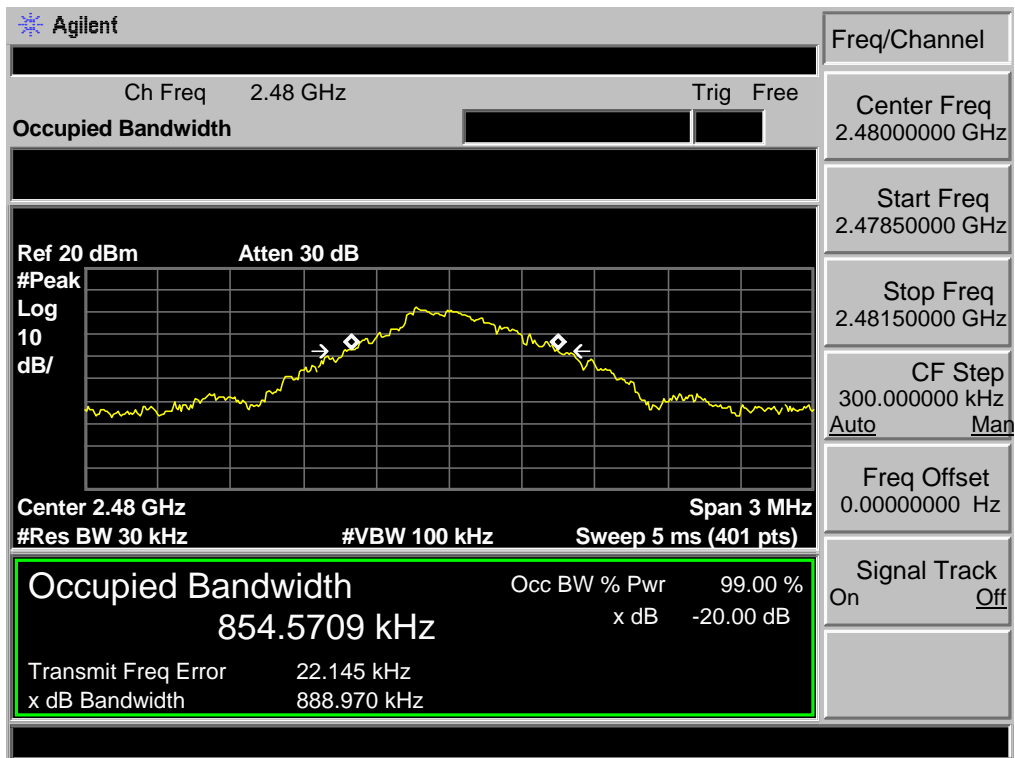 Agilent
Freq/Channel
Ch Freq 2.48 GHz Trig Free
Occupied Bandwidth
Center Freq
2.48000000 GHz
Start Freq
2.47850000 GHz
Ref 20 dBm Atten 30 dB
#Peak
Log
10
dB/
Stop Freq
2.48150000 GHz
CF Step
300.000000 kHz
Auto Man
Freq Offset
0.00000000 Hz
Center 2.48 GHz Span 3 MHz
#Res BW 30 kHz #VBW 100 kHz Sweep 5 ms (401 pts)
Signal Track
On Off
Occupied Bandwidth Occ BW % Pwr 99.00 %
854.5709 kHz x dB -20.00 dB
Transmit Freq Error 22.145 kHz
x dB Bandwidth 888.970 kHz